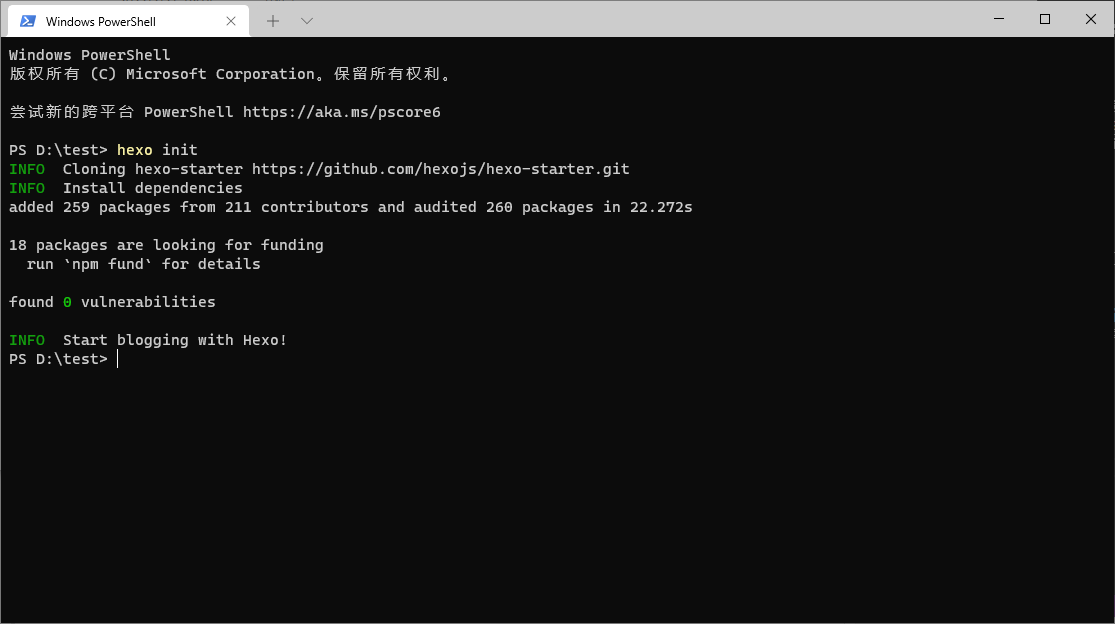 Windows PowerShell
Windows PowerShell
版权所有 (C) Microsoft Corporation。保留所有权利。
尝试新的跨平台 PowerShell https://aka.ms/pscore6
PS D:\test> hexo init
INFO  Cloning hexo-starter https://github.com/hexojs/hexo-starter.git
INFO  Install dependencies
added 259 packages from 211 contributors and audited 260 packages in 22.272s
18 packages are looking for funding
  run `npm fund` for details
found 0 vulnerabilities
INFO  Start blogging with Hexo!
PS D:\test>